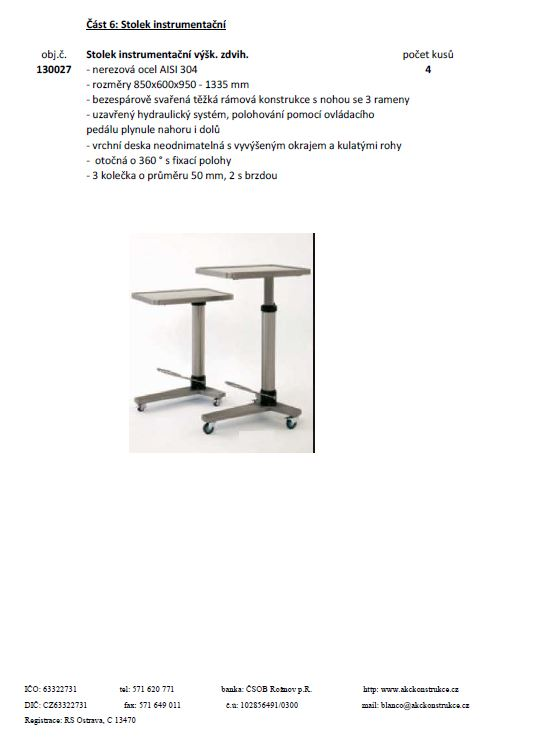 Část 6: Stolek instrumentační
obj.č. Stolek instrumentační výšk. zdvih. počet kusů
130027 - nerezová ocel AISI 304 4
- rozměry 850x600x950 - 1335 mm
- bezespárově svařená těžká rámová konstrukce s nohou se 3 rameny
- uzavřený hydraulický systém, polohování pomocí ovládacího
pedálu plynule nahoru i dolů
- vrchní deska neodnimatelná s vyvýšeným okrajem a kulatými rohy
- otočná o 360 ° s fixací polohy
- 3 kolečka o průměru 50 mm, 2 s brzdou
IČO: 63322731 tel: 571 620 771 banka: ČSOB Rožnov p.R. http: www.akckonstrukce.cz
DIČ: CZ63322731 fax: 571 649 011 č.u: 102856491/0300 mail: blanco@akckonstrukce.cz
Registrace: RS Ostrava, C 13470